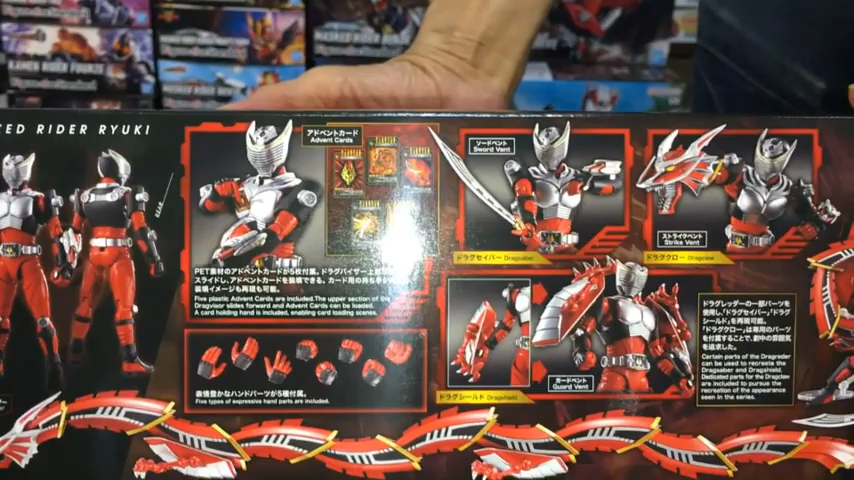 KAMEN RIDER FOURZE
MASKED RIDER
KED RIDER RYUKI
REAR
アドベントカード
Advent Cards
PET素材のアドベントカードが5枚付属。ドラグバイザー上部
スライドし、アドベントカードを装填できる。カード用の持ち手
装填イメージも再現も可能。
Five plastic Advent Cards are included.The upper section of the
Dragvisor slides forward and Advent Cards can be loaded.
A card holding hand is included, enabling card loading scenes.
表情豊かなハンドパーツが5種付属。
Five types of expressive hand parts are included.
ソードベント
Sword Vent
ドラグセイバー Dragsaber
ストライクベント
Strike Vent
ドラグクロー Dragclaw
ガードベント
Guard Vent
ドラグシールド Dragshield
ドラグレッダーの一部パーツを
使用し、「ドラグセイバー」「ドラグ
シールド」を再現可能。
「ドラグクロー」は専用のパーツ
を付属することで、劇中の雰囲気
を追求した。
Certain parts of the Dragreder
can be used to recreate the
Dragsaber and Dragshield.
Dedicated parts for the Dragclaw
are included to pursue the
recreation of the appearance
seen in the series.